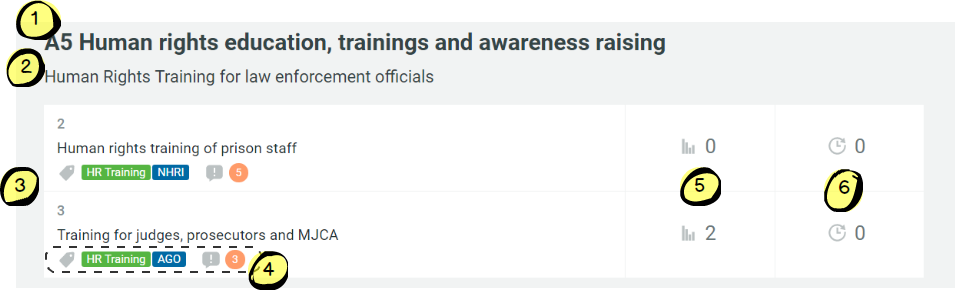 1
A5 Human rights education, trainings and awareness raising
2
Human Rights Training for law enforcement officials
2
Human rights training of prison staff
HR Training NHRI ! 5
0
0
3
5
6
3
Training for judges, prosecutors and MJCA
HR Training AGO ! 3
2
0
4